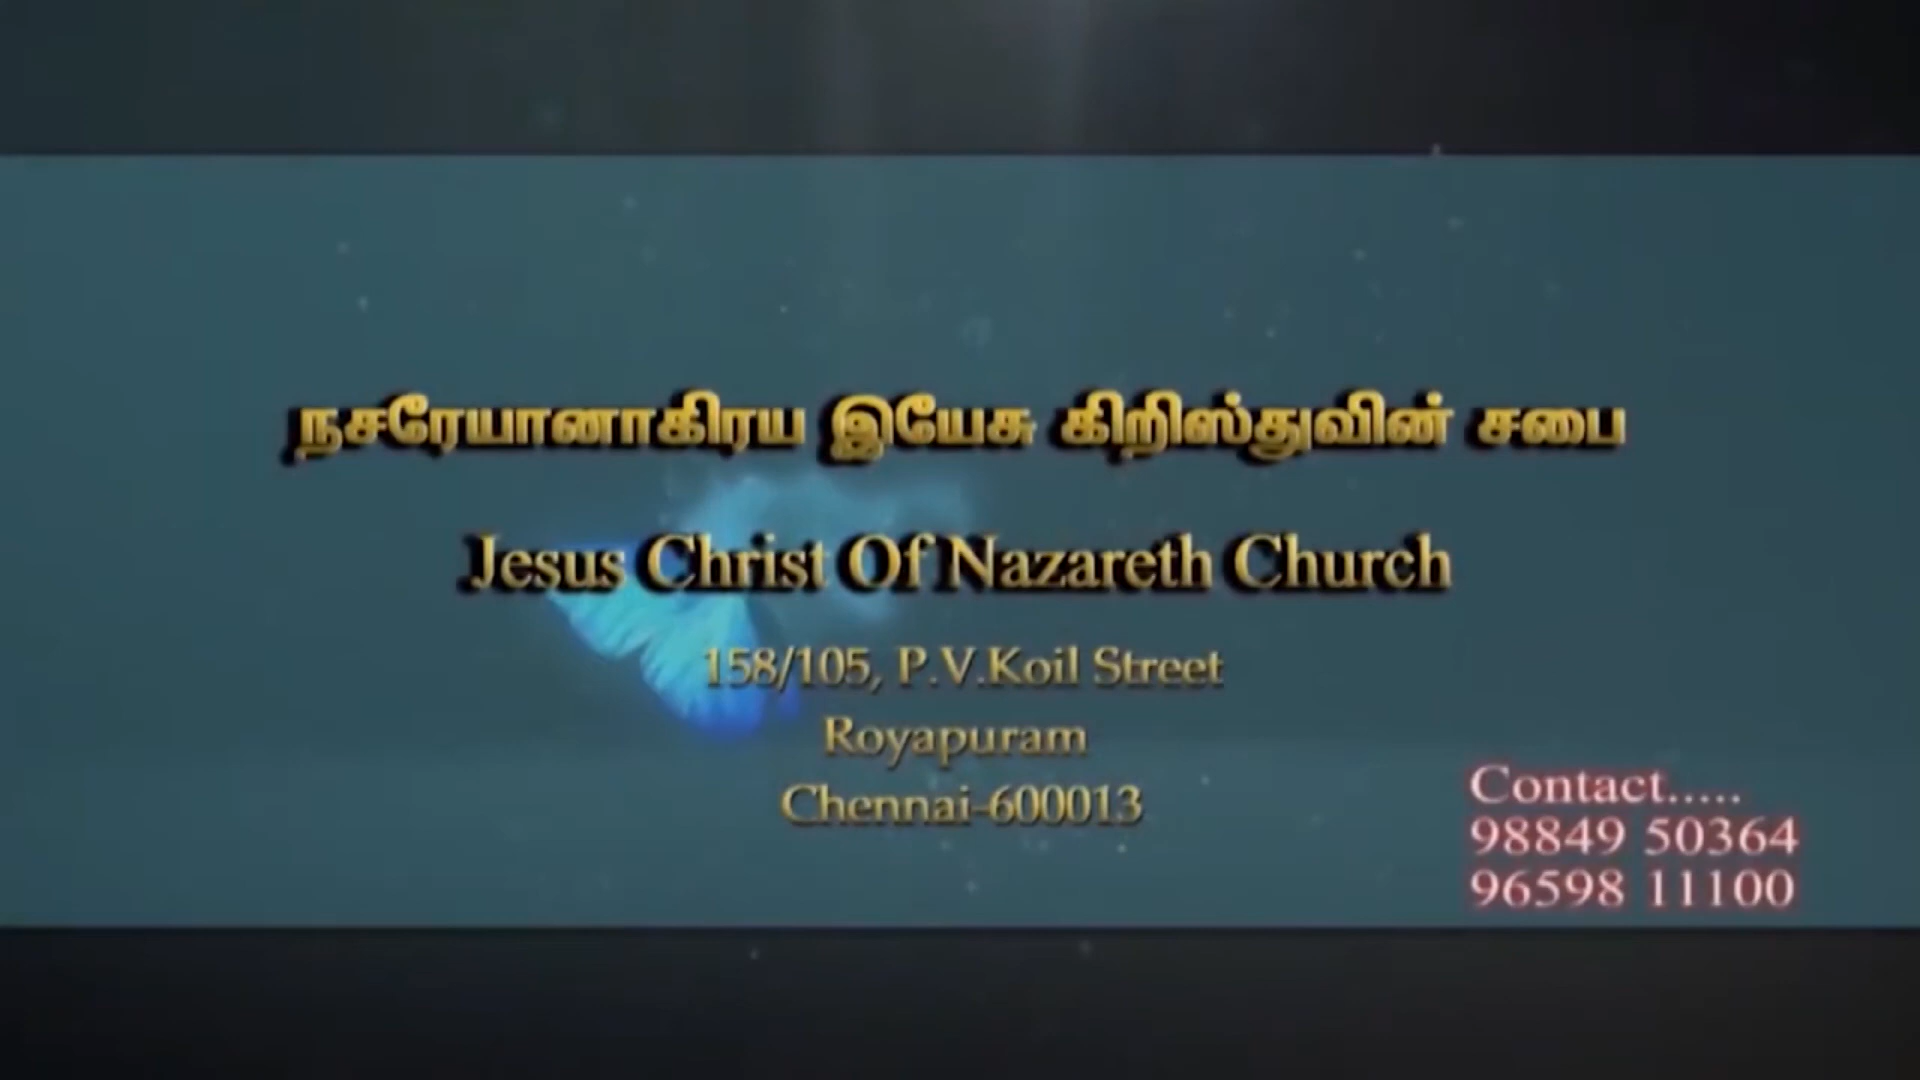 நசரேயானாகிரய இயேசு கிறிஸ்துவின் சபை
Jesus Christ Of Nazareth Church
158/105, P.V.Koil Street
Royapuram
Chennai-600013
Contact.....
98849 50364
96598 11100